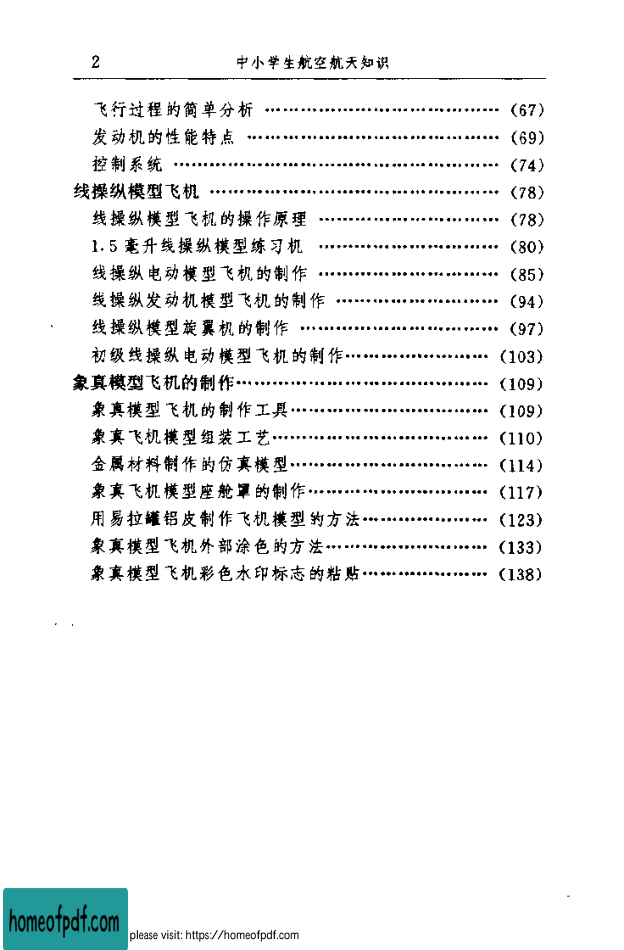 2 中小学生航空航天知识
飞行过程的简单分析 ……………………………… (67)
发动机的性能特点 ……………………………… (69)
控制系统 ……………………………… (74)
线操纵模型飞机 ……………………………… (78)
线操纵模型飞机的操作原理 ……………………… (78)
1.5毫升线操纵模型练习机 ……………………… (80)
线操纵电动模型飞机的制作 ……………………… (85)
线操纵发动机模型飞机的制作 …………………… (94)
线操纵模型旋翼机的制作 ……………………… (97)
初级线操纵电动模型飞机的制作………………… (103)
象真模型飞机的制作……………………………… (109)
象真模型飞机的制作工具………………………… (109)
象真飞机模型组装工艺………………………… (110)
金属材料制作的仿真模型………………………… (114)
象真飞机模型座舱罩的制作……………………… (117)
用易拉罐铝皮制作飞机模型的方法……………… (123)
象真模型飞机外部涂色的方法…………………… (133)
象真模型飞机彩色水印标志的粘贴……………… (138)
homeofpdf.com please visit: https://homeofpdf.com